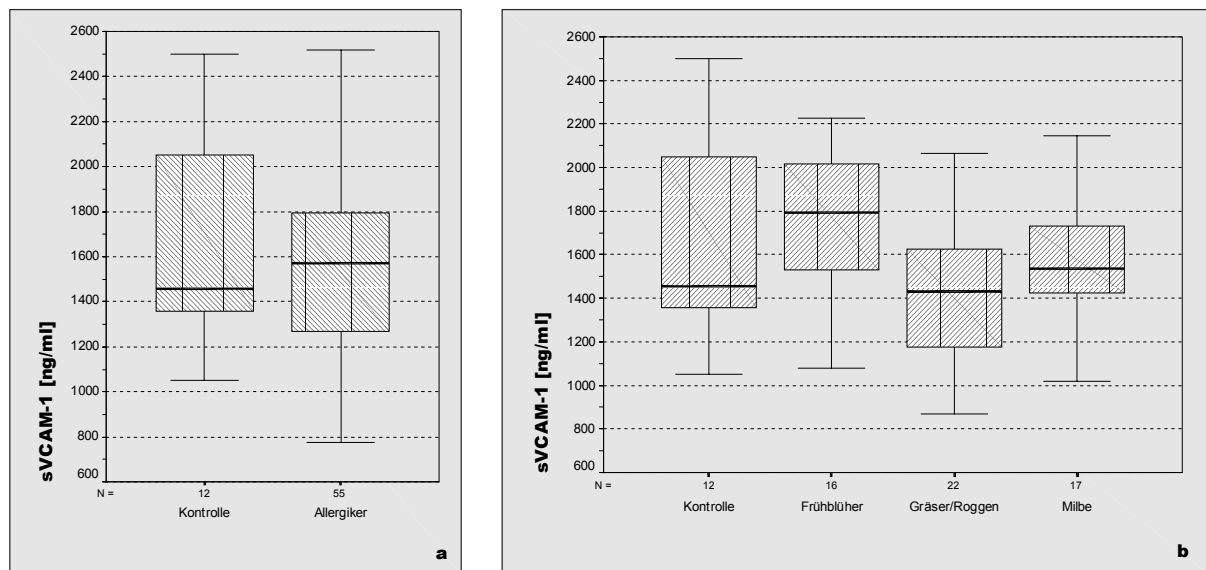 2600
2400
2200
2000
1800
1600
1400
1200
1000
800
600
sVCAM-1 [ng/ml]
N = 12 55
Kontrolle Allergiker
a
2600
2400
2200
2000
1800
1600
1400
1200
1000
800
600
sVCAM-1 [ng/ml]
N = 12 16 22 17
Kontrolle Frühblüher Gräser/Roggen Milbe
b